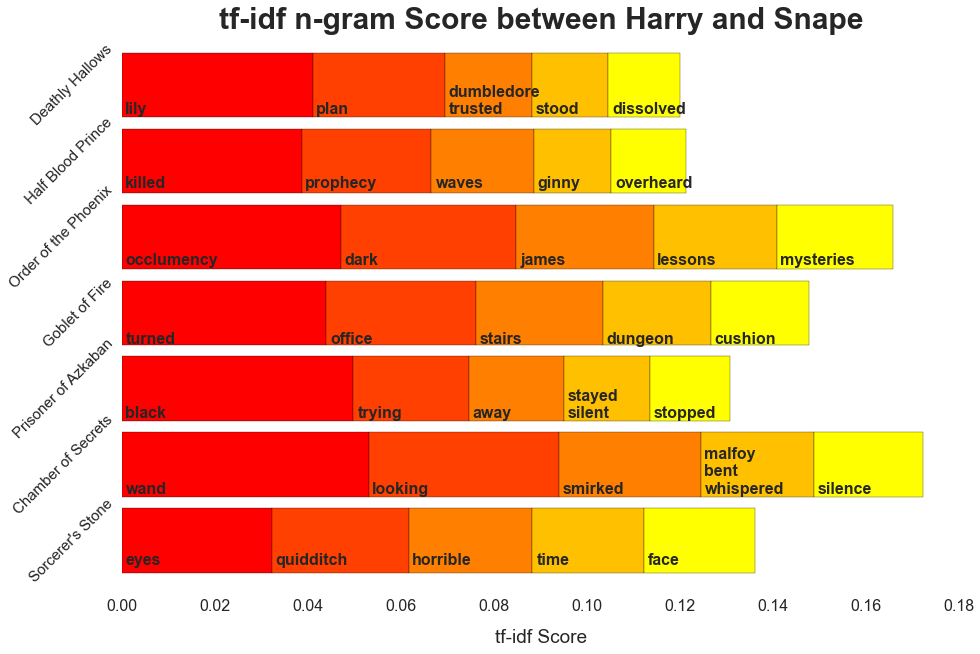 tf-idf n-gram Score between Harry and Snape
Deathly Hallows
lily
plan
dumbledore
trusted
stood
dissolved
Half Blood Prince
killed
prophecy
waves
ginny
overheard
Order of the Phoenix
occlumency
dark
james
lessons
mysteries
Goblet of Fire
turned
office
stairs
dungeon
cushion
Prisoner of Azkaban
black
trying
away
stayed
silent
stopped
Chamber of Secrets
wand
looking
smirked
malfoy
bent
whispered
silence
Sorcerer's Stone
eyes
quidditch
horrible
time
face
0.00 0.02 0.04 0.06 0.08 0.10 0.12 0.14 0.16 0.18
tf-idf Score